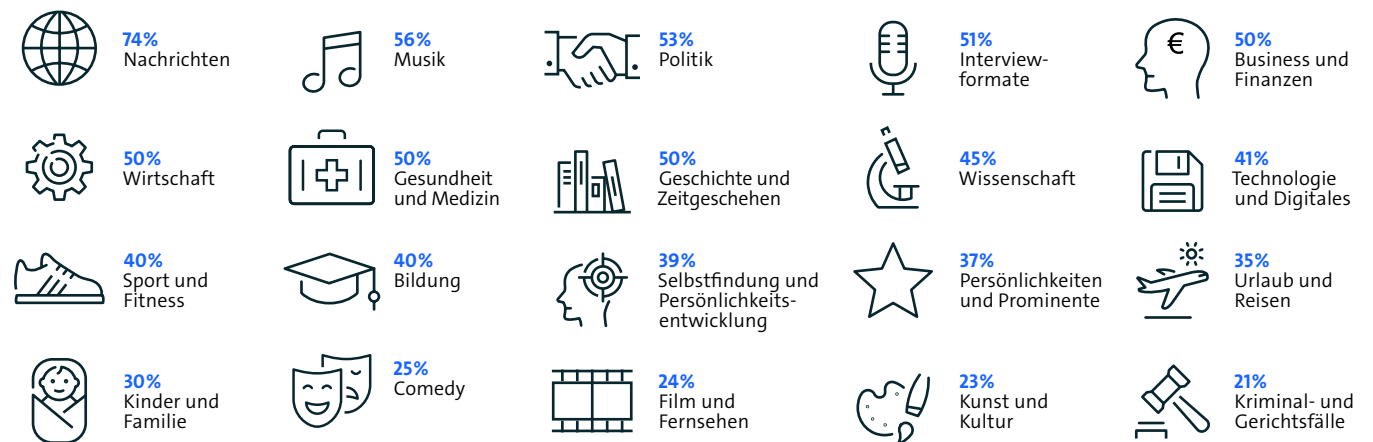 74%
Nachrichten
56%
Musik
53%
Politik
51%
Interview-
formate
€
50%
Business und
Finanzen
50%
Wirtschaft
50%
Gesundheit
und Medizin
50%
Geschichte und
Zeitgeschehen
45%
Wissenschaft
41%
Technologie
und Digitales
40%
Sport und
Fitness
40%
Bildung
39%
Selbstfindung und
Persönlichkeits-
entwicklung
37%
Persönlichkeiten
und Prominente
35%
Urlaub und
Reisen
30%
Kinder und
Familie
25%
Comedy
24%
Film und
Fernsehen
23%
Kunst und
Kultur
21%
Kriminal- und
Gerichtsfälle